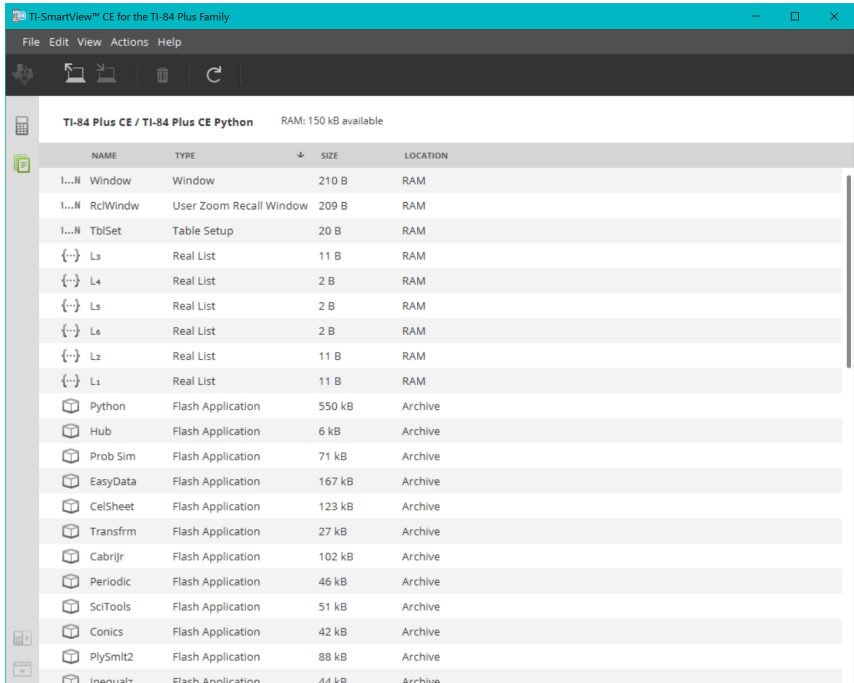 TI-SmartView™ CE for the TI-84 Plus Family
File Edit View Actions Help
TI-84 Plus CE / TI-84 Plus CE Python RAM: 150 kB available
NAME TYPE SIZE LOCATION
1...N Window Window 210 B RAM
1...N RclWindw User Zoom Recall Window 209 B RAM
1...N TblSet Table Setup 20 B RAM
{...} L₃ Real List 11 B RAM
{...} L₄ Real List 2 B RAM
{...} L₅ Real List 2 B RAM
{...} L₆ Real List 2 B RAM
{...} L₂ Real List 11 B RAM
{...} L₁ Real List 11 B RAM
Python Flash Application 550 kB Archive
Hub Flash Application 6 kB Archive
Prob Sim Flash Application 71 kB Archive
EasyData Flash Application 167 kB Archive
CelSheet Flash Application 123 kB Archive
Transfrm Flash Application 27 kB Archive
CabriJr Flash Application 102 kB Archive
Periodic Flash Application 46 kB Archive
SciTools Flash Application 51 kB Archive
Conics Flash Application 42 kB Archive
PlySmlt2 Flash Application 88 kB Archive
Inequalz Flash Application 44 kB Archive